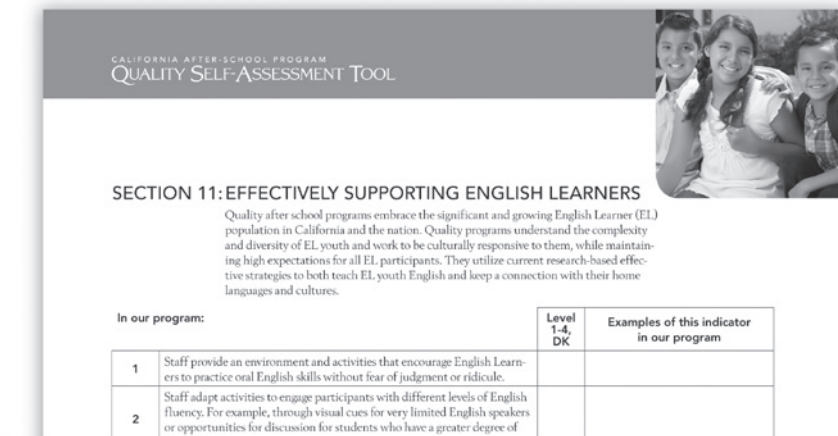 CALIFORNIA AFTER-SCHOOL PROGRAM
QUALITY SELF-ASSESSMENT TOOL
SECTION 11: EFFECTIVELY SUPPORTING ENGLISH LEARNERS
Quality after school programs embrace the significant and growing English Learner (EL)
population in California and the nation. Quality programs understand the complexity
and diversity of EL youth and work to be culturally responsive to them, while maintain-
ing high expectations for all EL participants. They utilize current research-based effec-
tive strategies to both teach EL youth English and keep a connection with their home
languages and cultures.
In our program:
Level
1-4,
DK
Examples of this indicator
in our program
1
Staff provide an environment and activities that encourage English Learn-
ers to practice oral English skills without fear of judgment or ridicule.
2
Staff adapt activities to engage participants with different levels of English
fluency. For example, through visual cues for very limited English speakers
or opportunities for discussion for students who have a greater degree of